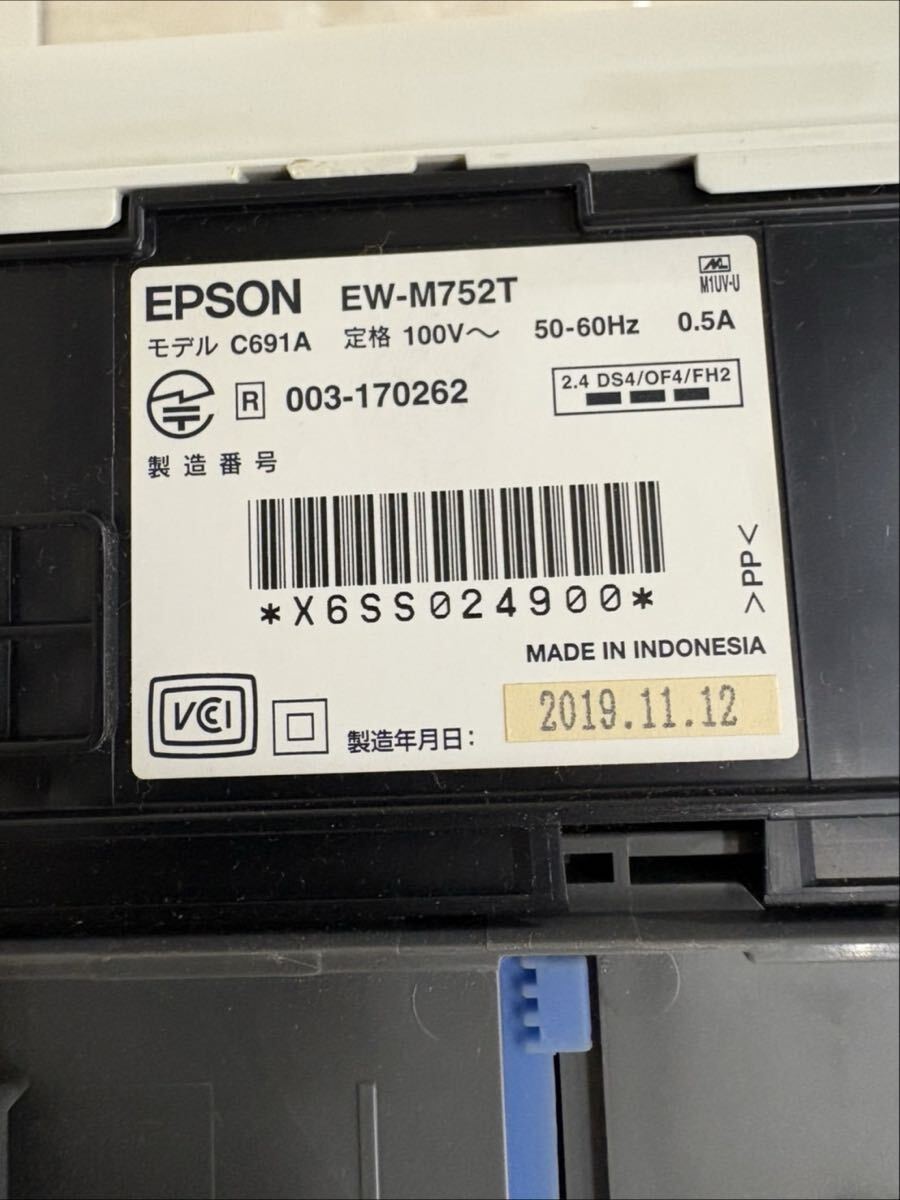 EPSON EW-M752T
M1UV-U
モデル C691A 定格 100V～ 50-60Hz 0.5A
R 003-170262
2.4 DS4/OF4/FH2
製造番号
*X6SS024900*
>PP<
MADE IN INDONESIA
VCCI
製造年月日: 2019.11.12